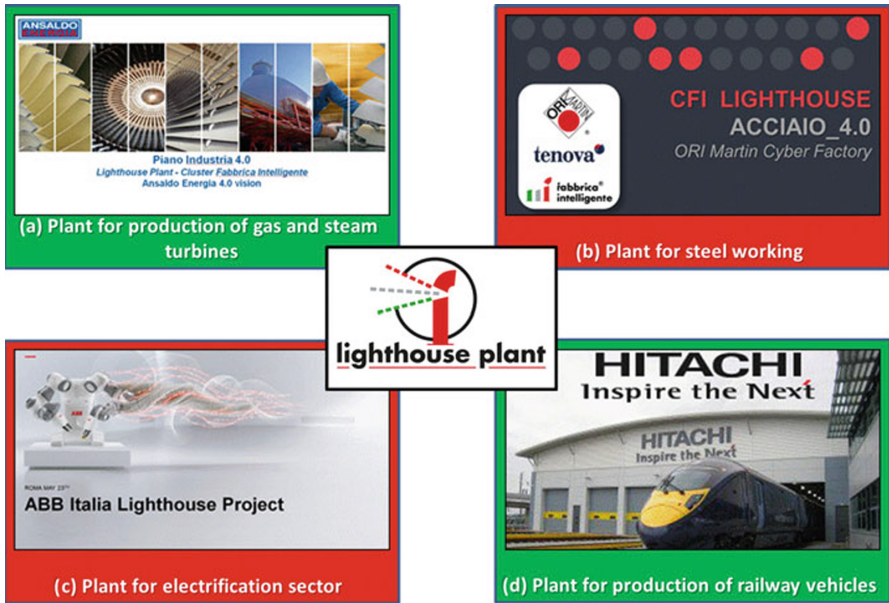 ANSALDO
ENERGIA
Piano Industria 4.0
Lighthouse Plant - Cluster Fabbrica Intelligente
Ansaldo Energia 4.0 vision
(a) Plant for production of gas and steam
turbines
ORI MARTIN
®
tenova
fabbrica®
intelligente
CFI LIGHTHOUSE
ACCIAIO_4.0
ORI Martin Cyber Factory
(b) Plant for steel working
lighthouse plant
ABB
ROMA MAY 23TH
ABB Italia Lighthouse Project
(c) Plant for electrification sector
HITACHI
Inspire the Next
HITACHI
Inspire the Next
(d) Plant for production of railway vehicles